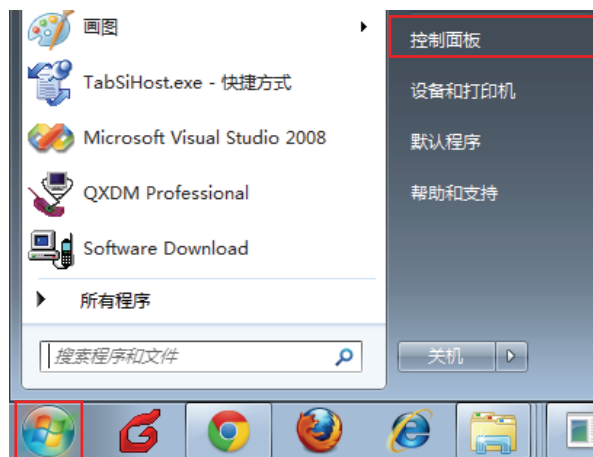 画图
TabSiHost.exe - 快捷方式
Microsoft Visual Studio 2008
QXDM Professional
Software Download
所有程序
搜索程序和文件
控制面板
设备和打印机
默认程序
帮助和支持
关机